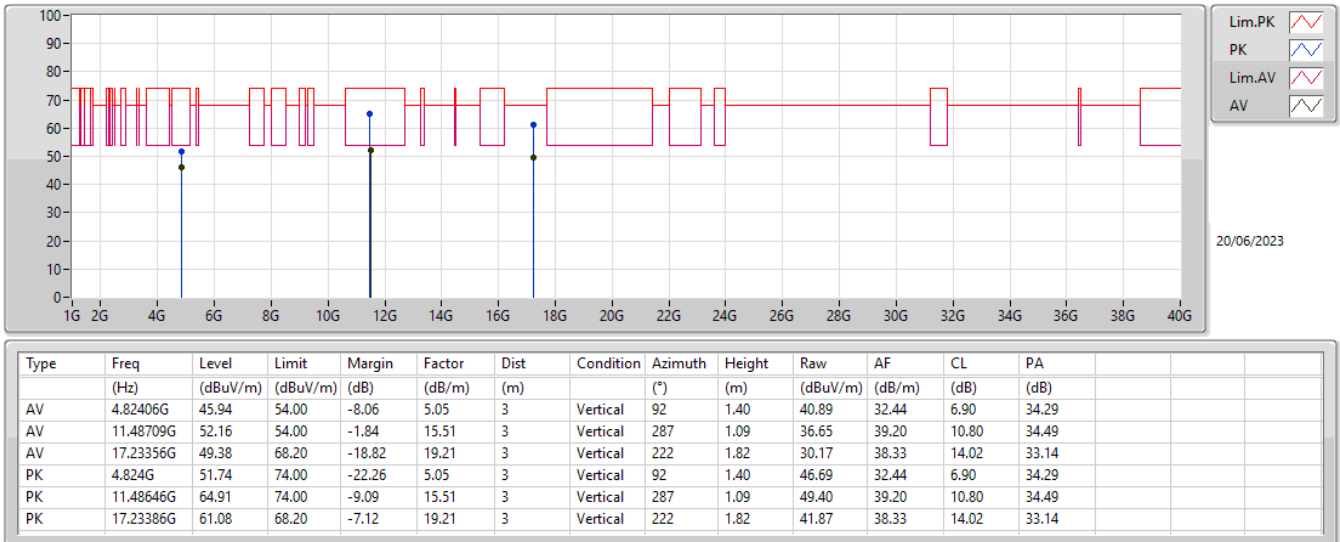 100
90
80
70
60
50
40
30
20
10
0
1G 2G 4G 6G 8G 10G 12G 14G 16G 18G 20G 22G 24G 26G 28G 30G 32G 34G 36G 38G 40G
Lim.PK
PK
Lim.AV
AV
20/06/2023
Type Freq Level Limit Margin Factor Dist Condition Azimuth Height Raw AF CL PA
(Hz) (dBuV/m) (dBuV/m) (dB) (dB/m) (m) (°) (m) (dBuV/m) (dB/m) (dB) (dB)
AV 4.82406G 45.94 54.00 -8.06 5.05 3 Vertical 92 1.40 40.89 32.44 6.90 34.29
AV 11.48709G 52.16 54.00 -1.84 15.51 3 Vertical 287 1.09 36.65 39.20 10.80 34.49
AV 17.23356G 49.38 68.20 -18.82 19.21 3 Vertical 222 1.82 30.17 38.33 14.02 33.14
PK 4.824G 51.74 74.00 -22.26 5.05 3 Vertical 92 1.40 46.69 32.44 6.90 34.29
PK 11.48646G 64.91 74.00 -9.09 15.51 3 Vertical 287 1.09 49.40 39.20 10.80 34.49
PK 17.23386G 61.08 68.20 -7.12 19.21 3 Vertical 222 1.82 41.87 38.33 14.02 33.14